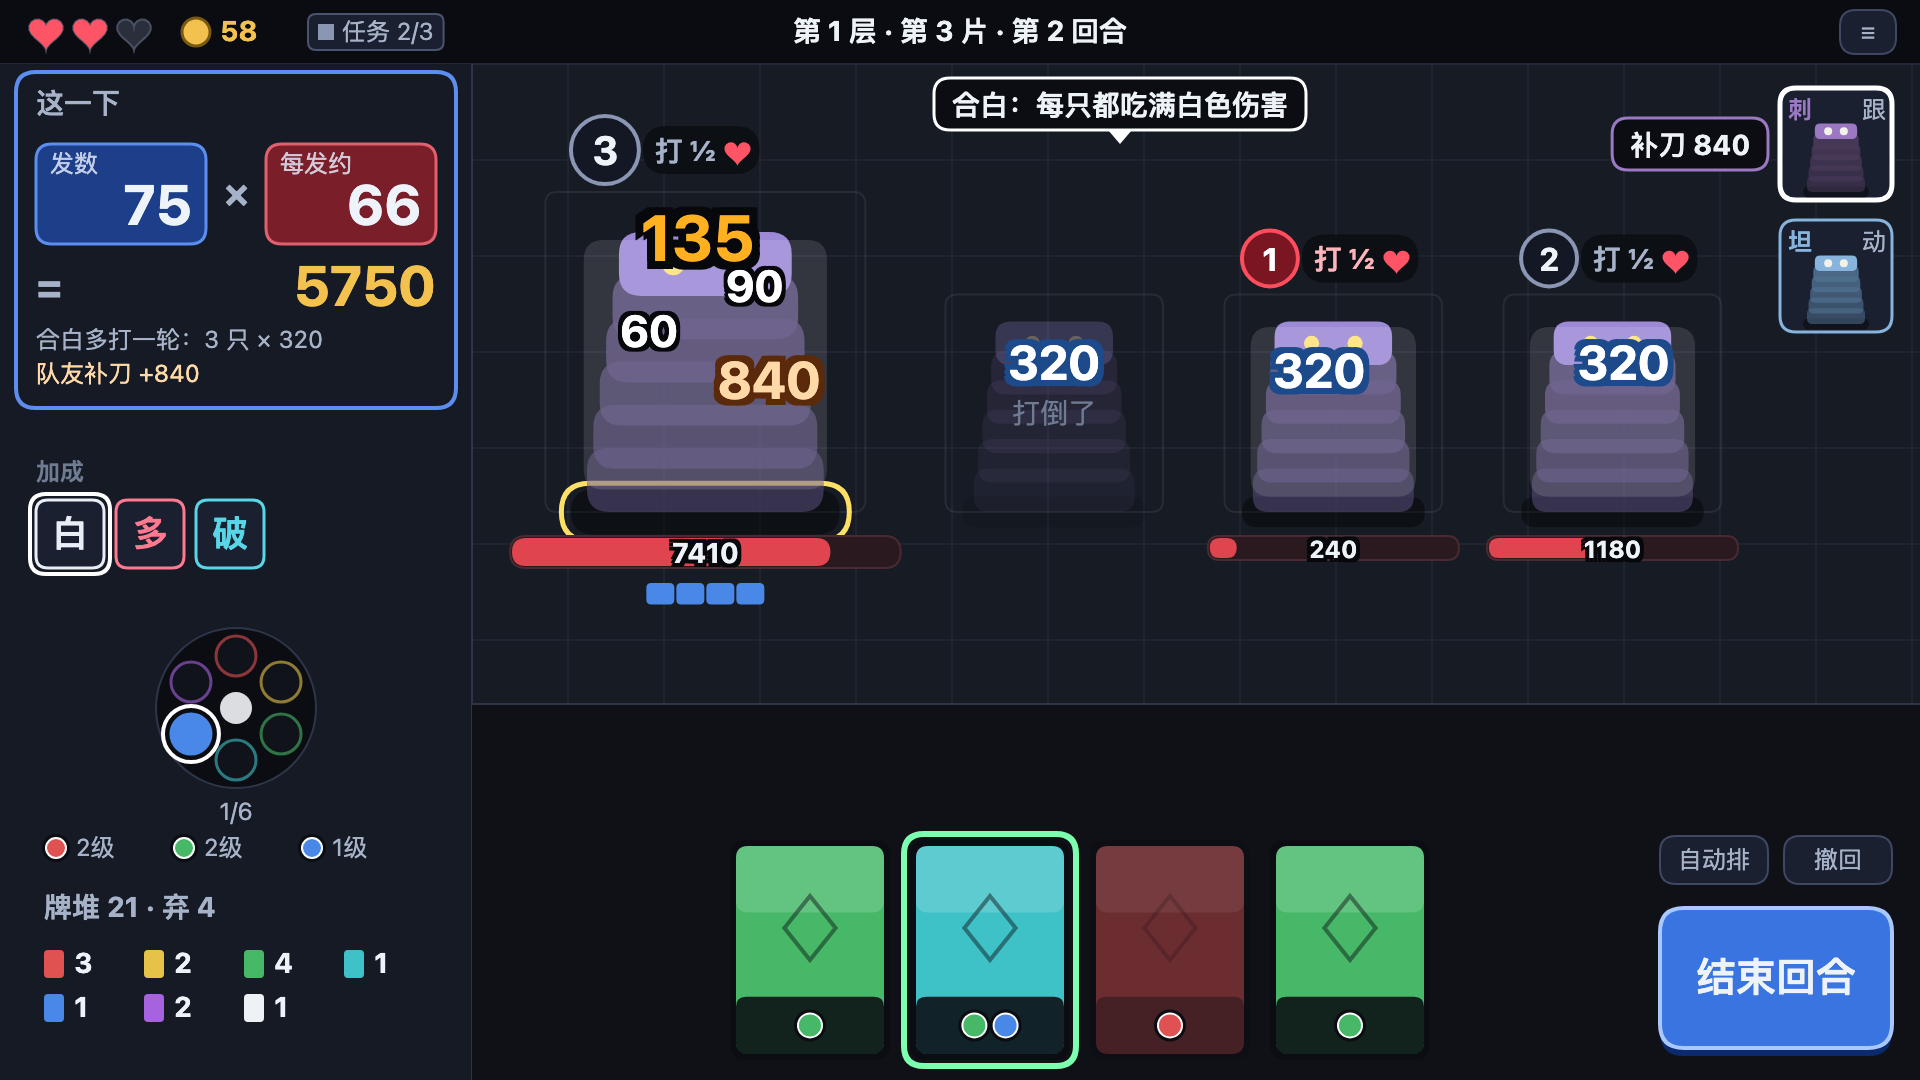 58
任务 2/3
第 1 层 · 第 3 片 · 第 2 回合
≡
这一下
发数
75
×
每发约
66
=
5750
合白多打一轮：3 只 × 320
队友补刀 +840
加成
白
多
破
1/6
2级
2级
1级
牌堆 21 · 弃 4
3
2
4
1
1
2
1
合白：每只都吃满白色伤害
3
打 ½
135
90
60
840
7410
320
打倒了
1
打 ½
320
240
2
打 ½
320
1180
补刀 840
刺
跟
坦
动
自动排
撤回
结束回合